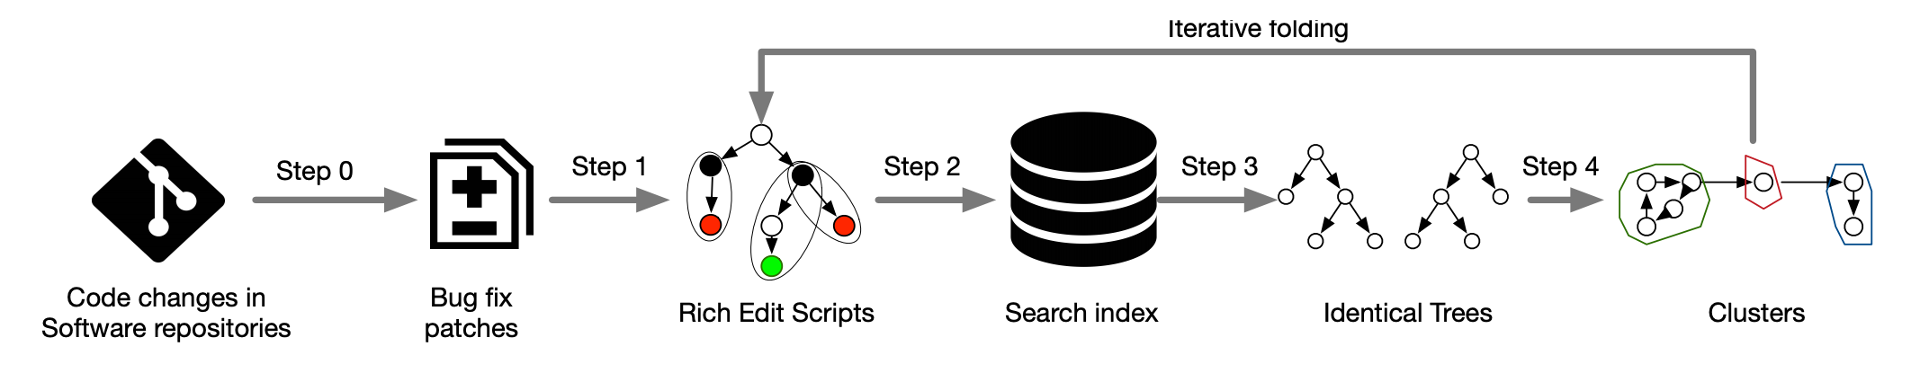 Iterative folding
Step 0
Step 1
Step 2
Step 3
Step 4
Code changes in
Software repositories
Bug fix
patches
Rich Edit Scripts
Search index
Identical Trees
Clusters